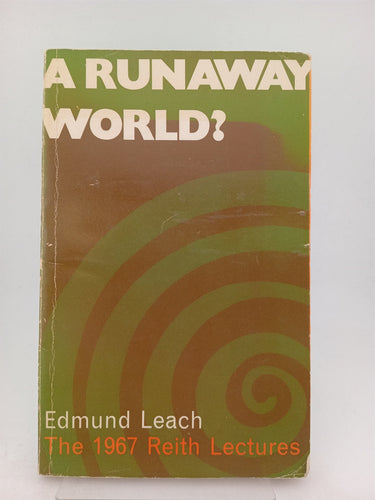 A RUNAWAY
WORLD?
Edmund Leach
The 1967 Reith Lectures